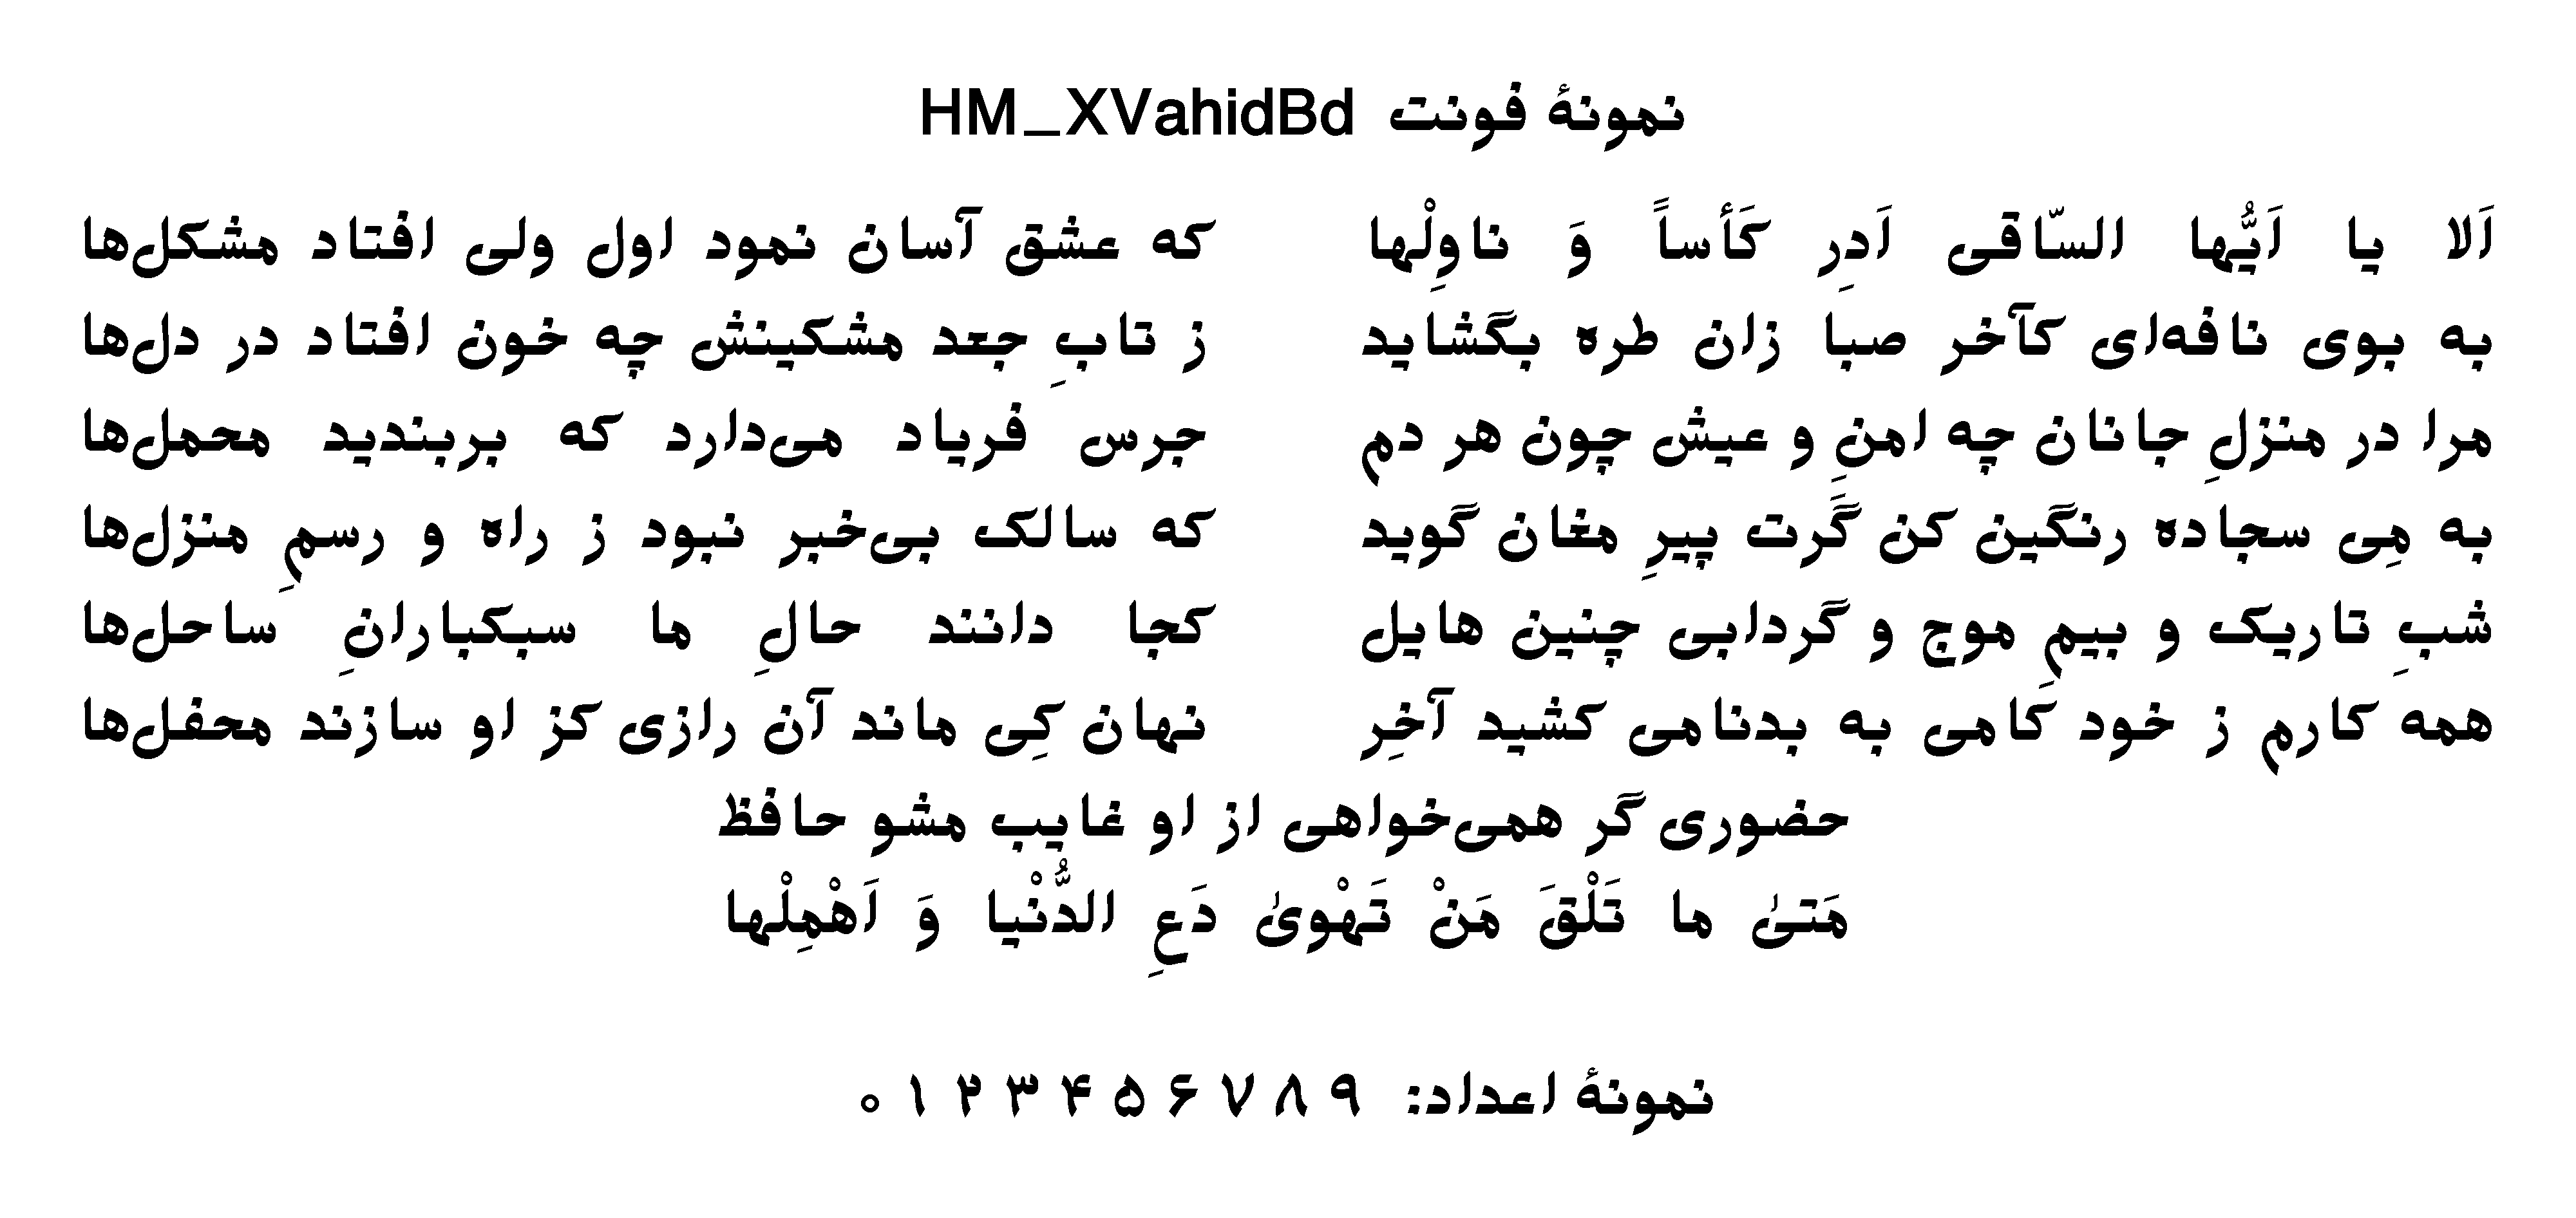 نمونهٔ فونت HM_XVahidBd
اَلا یا اَیُّها السّاقی اَدِر کَأساً وَ ناوِلْها که عشق آسان نمود اول ولی افتاد مشکل‌ها
به بوی نافه‌ای کآخر صبا زان طره بگشاید ز تابِ جعد مشکینش چه خون افتاد در دل‌ها
مرا در منزلِ جانان چه امنِ و عیش چون هر دم جرس فریاد می‌دارد که بربندید محمل‌ها
به مِی سجاده رنگین کن گَرت پیرِ مغان گوید که سالک بی‌خبر نبود ز راه و رسمِ منزل‌ها
شبِ تاریک و بیمِ موج و گردابی چنین هایل کجا دانند حالِ ما سبکبارانِ ساحل‌ها
همه کارم ز خود کامی به بدنامی کشید آخِر نهان کِی ماند آن رازی کز او سازند محفل‌ها
حضوری گر همی‌خواهی از او غایب مشو حافظ
مَتیٰ ما تَلْقَ مَنْ تَهْویٰ دَعِ الدُّنْیا وَ اَهْمِلْها
نمونهٔ اعداد: ۹ ۸ ۷ ۶ ۵ ۴ ۳ ۲ ۱ ۰